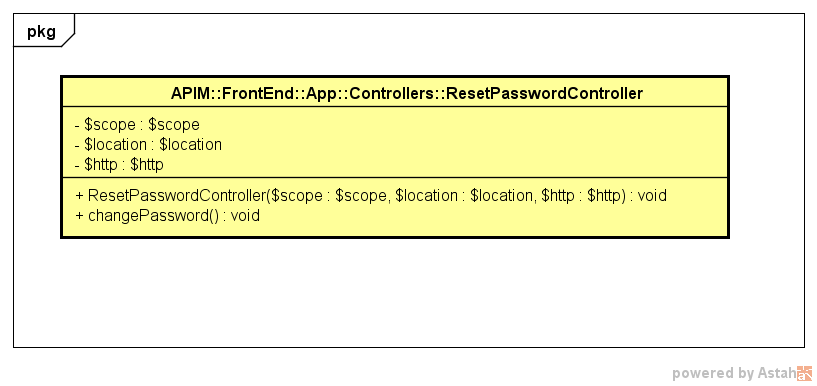 pkg
APIM::FrontEnd::App::Controllers::ResetPasswordController
- $scope : $scope
- $location : $location
- $http : $http
+ ResetPasswordController($scope : $scope, $location : $location, $http : $http) : void
+ changePassword() : void
powered by Astah